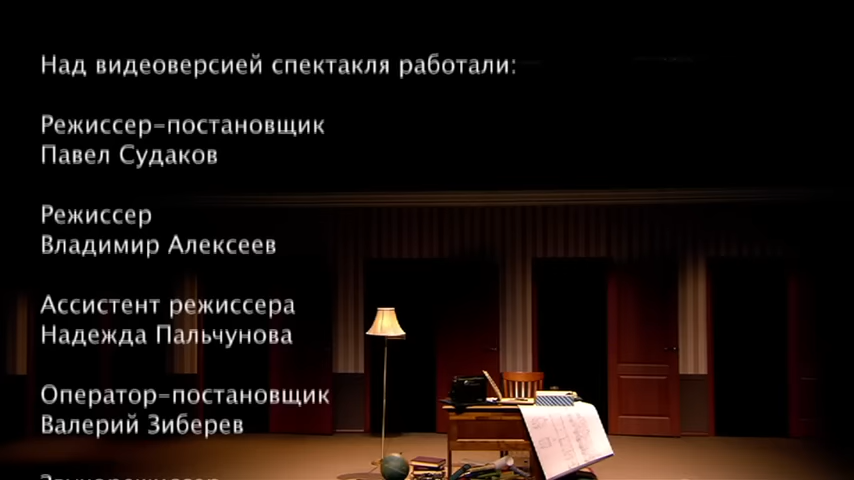 Над видеоверсией спектакля работали:
Режиссер-постановщик
Павел Судаков
Режиссер
Владимир Алексеев
Ассистент режиссера
Надежда Пальчунова
Оператор-постановщик
Валерий Зиберев